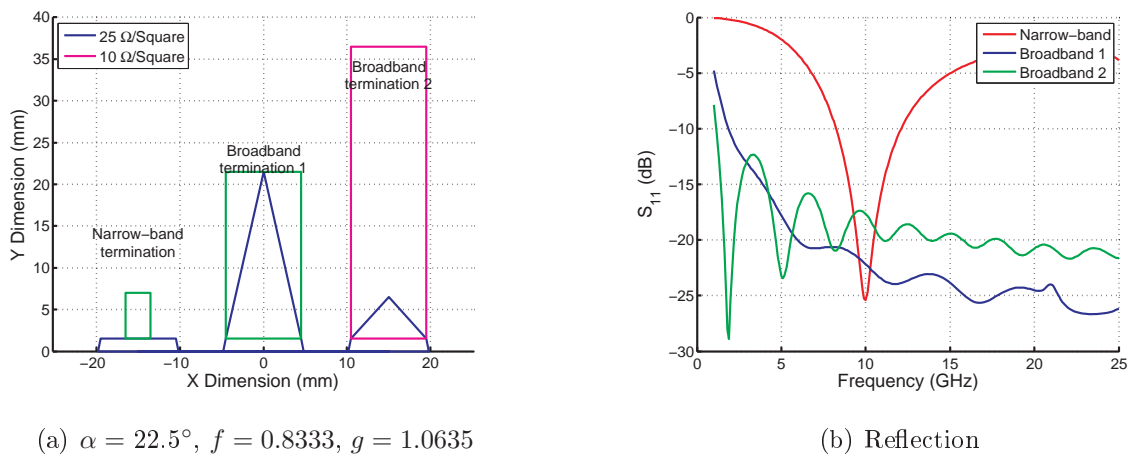 40
35
30
25
20
15
10
5
0
Y Dimension (mm)
25 Ω/Square
10 Ω/Square
Broadband
termination 2
Broadband
termination 1
Narrow−band
termination
−20
−10
0
10
20
X Dimension (mm)
(a) α = 22.5°, f = 0.8333, g = 1.0635
0
−5
−10
−15
−20
−25
−30
S11 (dB)
Narrow−band
Broadband 1
Broadband 2
0
5
10
15
20
25
Frequency (GHz)
(b) Reflection